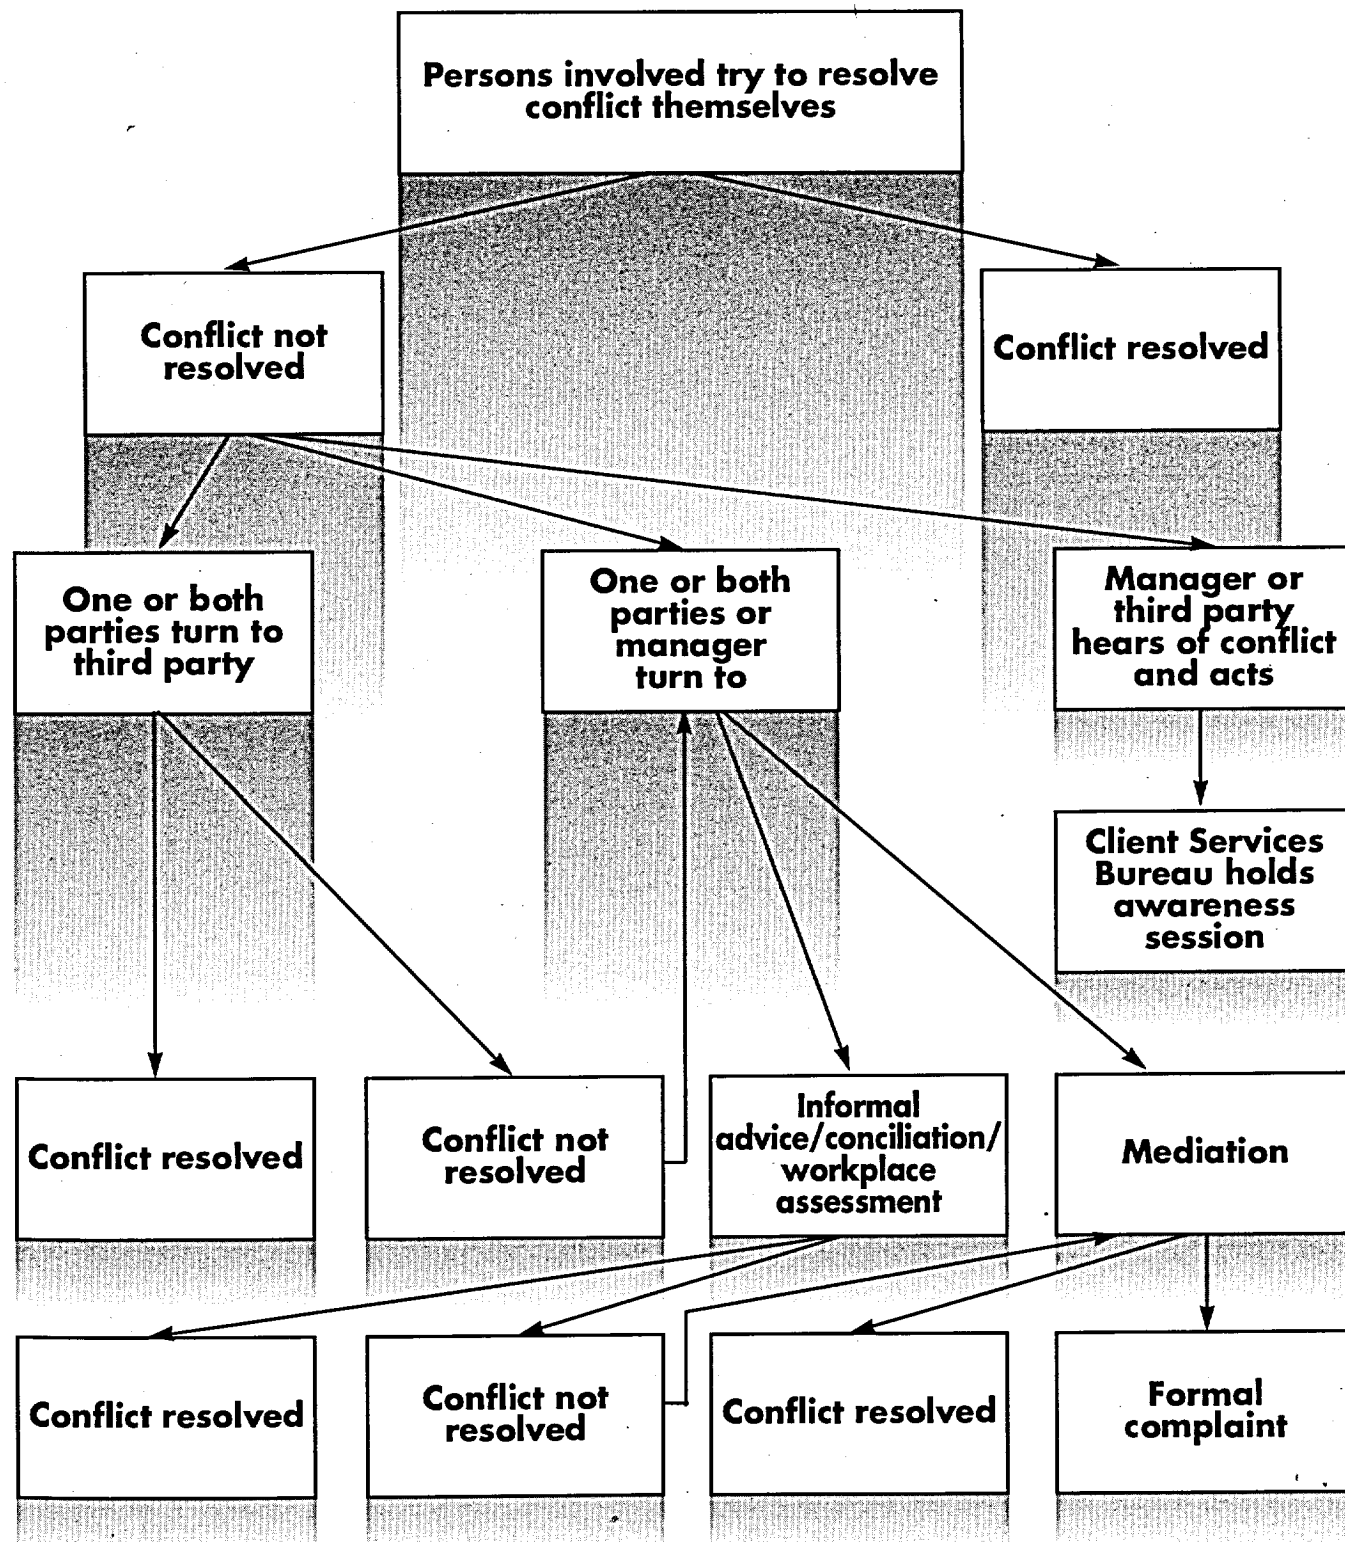 Persons involved try to resolve
conflict themselves
Conflict not
resolved
Conflict resolved
One or both
parties turn to
third party
One or both
parties or
manager
turn to
Manager or
third party
hears of conflict
and acts
Client Services
Bureau holds
awareness
session
Conflict resolved
Conflict not
resolved
Informal
advice/conciliation/
workplace
assessment
Mediation
Conflict resolved
Conflict not
resolved
Conflict resolved
Formal
complaint